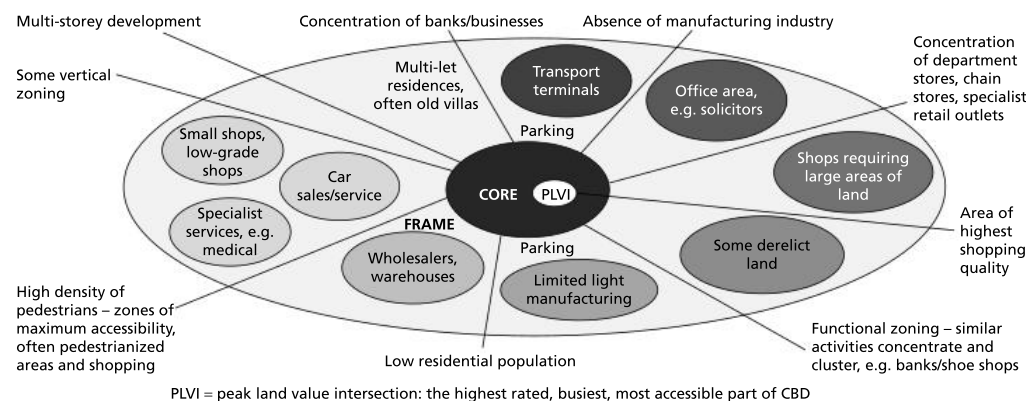 Multi-storey development
Concentration of banks/businesses
Absence of manufacturing industry
Some vertical
zoning
Multi-let
residences,
often old villas
Transport
terminals
Office area,
e.g. solicitors
Concentration
of department
stores, chain
stores, specialist
retail outlets
Parking
Small shops,
low-grade
shops
Car
sales/service
Specialist
services, e.g.
medical
CORE
PLVI
Shops requiring
large areas of
land
FRAME
Wholesalers,
warehouses
Parking
Limited light
manufacturing
Some derelict
land
Area of
highest
shopping
quality
High density of
pedestrians – zones of
maximum accessibility,
often pedestrianized
areas and shopping
Low residential population
Functional zoning – similar
activities concentrate and
cluster, e.g. banks/shoe shops
PLVI = peak land value intersection: the highest rated, busiest, most accessible part of CBD